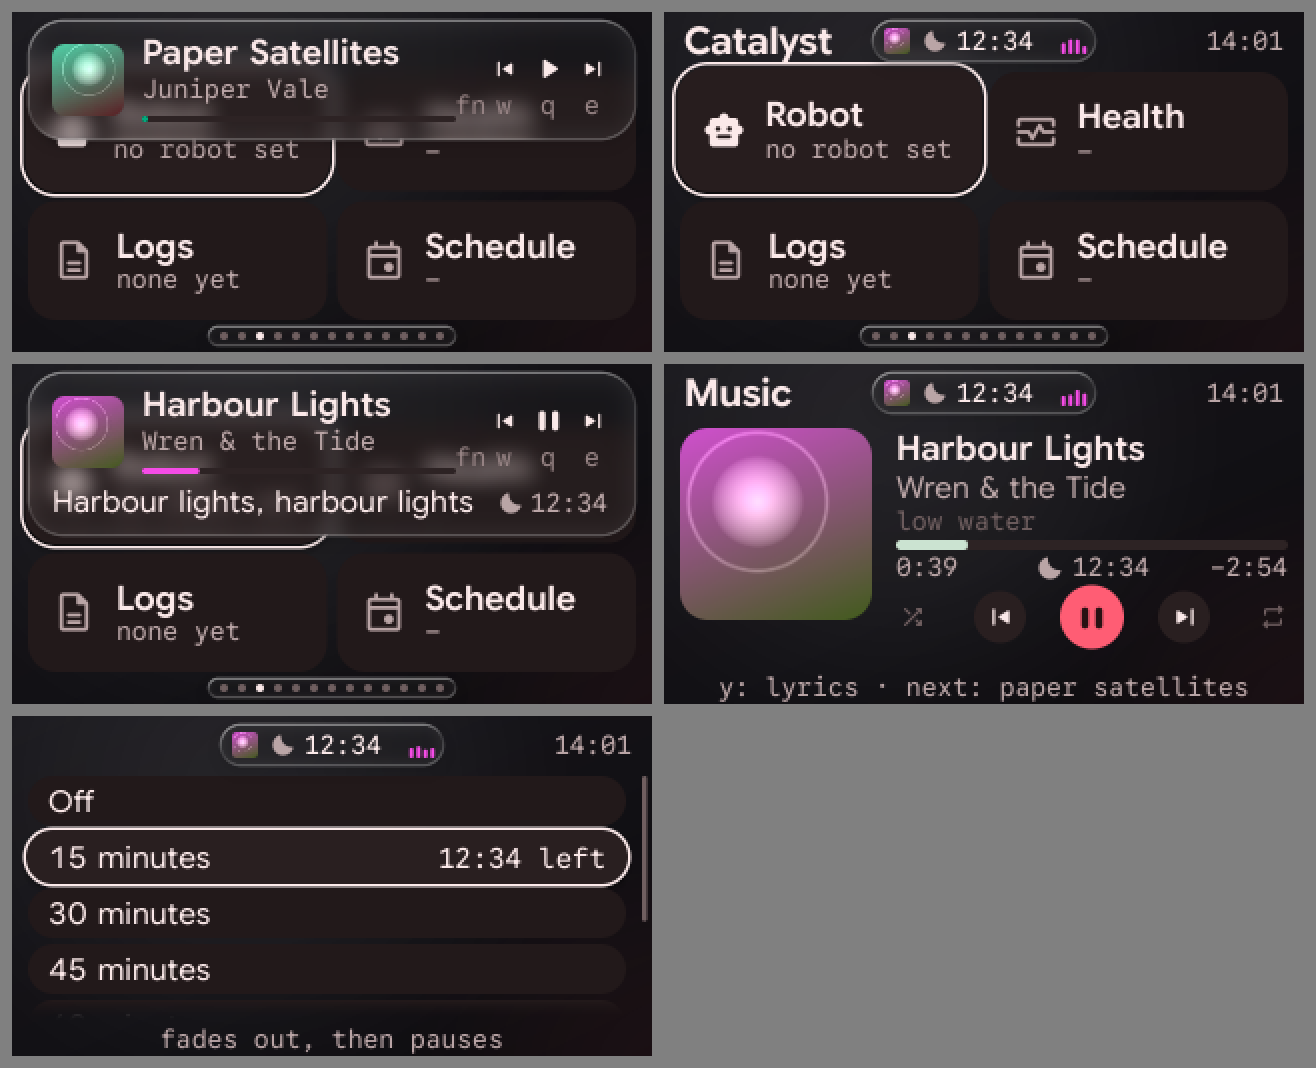 Paper Satellites
Juniper Vale
fn w q e
no robot set
–
Logs
none yet
Schedule
–
Catalyst
12:34
14:01
Robot
no robot set
Health
–
Logs
none yet
Schedule
–
Harbour Lights
Wren & the Tide
fn w q e
Harbour lights, harbour lights
12:34
Logs
none yet
Schedule
–
Music
12:34
14:01
Harbour Lights
Wren & the Tide
low water
0:39
12:34
-2:54
y: lyrics · next: paper satellites
12:34
14:01
Off
15 minutes
12:34 left
30 minutes
45 minutes
fades out, then pauses